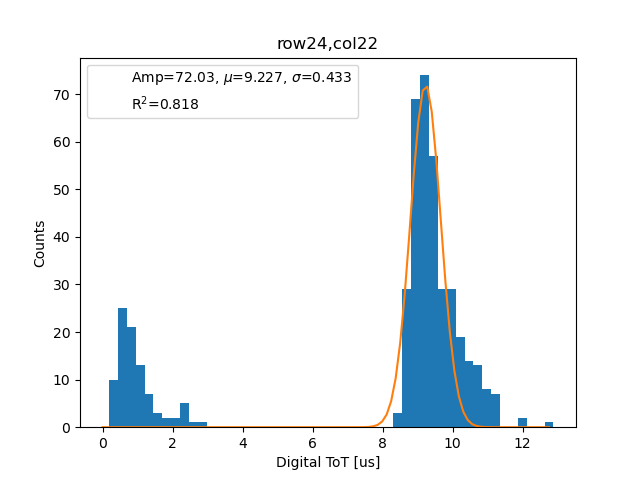 row24,col22
Amp=72.03, μ=9.227, σ=0.433
R²=0.818
70
60
50
40
30
20
10
0
Counts
0 2 4 6 8 10 12
Digital ToT [us]